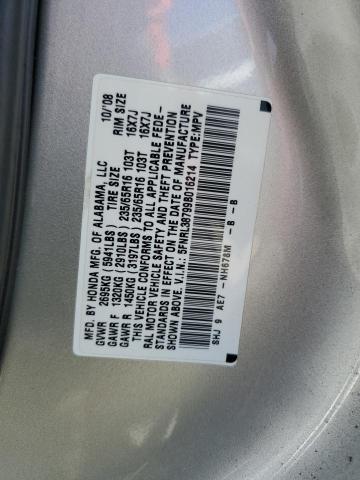 MFD. BY HONDA MFG. OF ALABAMA, LLC 10/'08
GVWR 2695KG (5941LBS) TIRE SIZE RIM SIZE
GAWR F 1320KG (2910LBS) 235/65R16 103T 16X7J
GAWR R 1450KG (3197LBS) 235/65R16 103T 16X7J
THIS VEHICLE CONFORMS TO ALL APPLICABLE FEDE-
RAL MOTOR VEHICLE SAFETY AND THEFT PREVENTION
STANDARDS IN EFFECT ON THE DATE OF MANUFACTURE
SHOWN ABOVE. V.I.N.: 5FNRL38799B016214 TYPE:MPV
SHJ 9 AE7 -NH678M -B -B